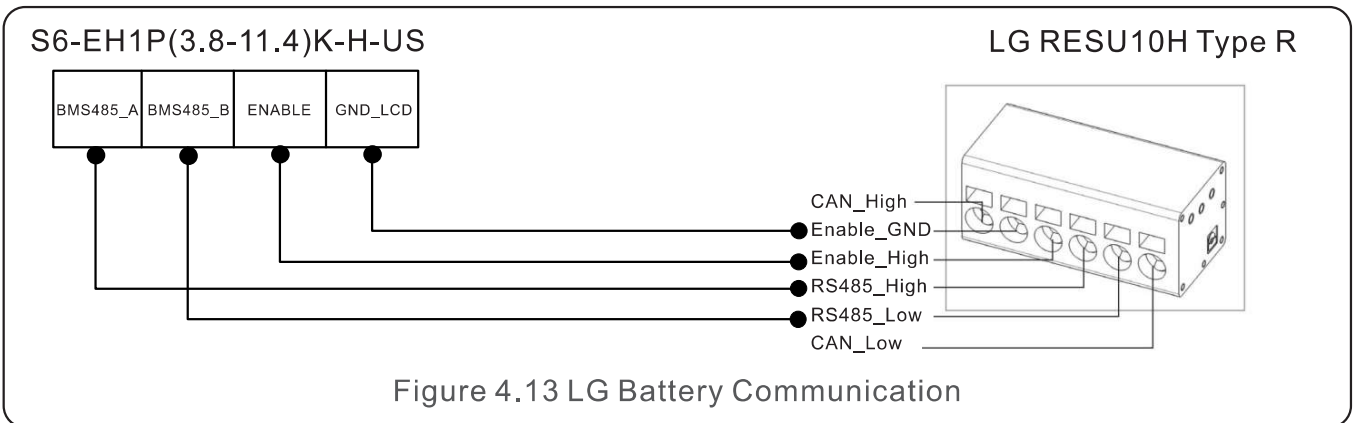 S6-EH1P(3.8-11.4)K-H-US
LG RESU10H Type R
BMS485_A BMS485_B ENABLE GND_LCD
CAN_High
Enable_GND
Enable_High
RS485_High
RS485_Low
CAN_Low
Figure 4.13 LG Battery Communication